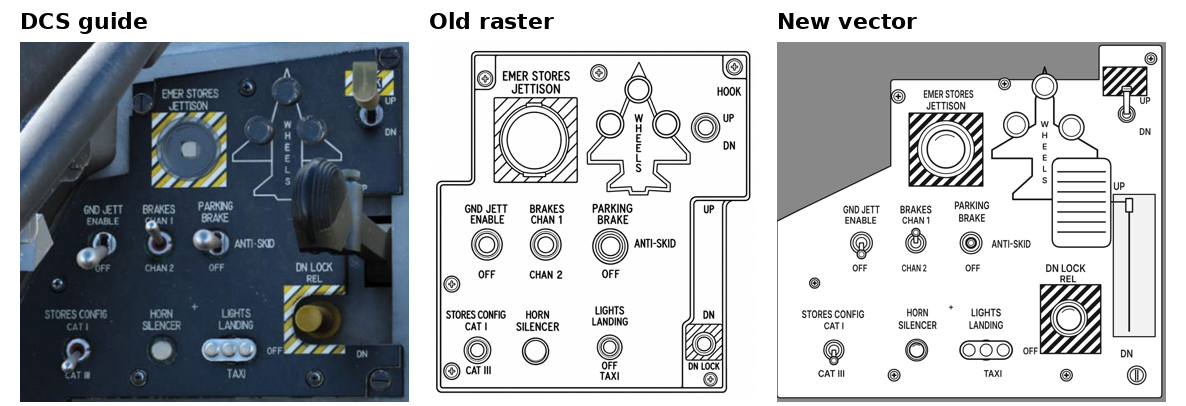 DCS guide
EMER STORES
JETTISON
WHEELS
UP
DN
GND JETT
ENABLE
OFF
BRAKES
CHAN 1
CHAN 2
PARKING
BRAKE
ANTI-SKID
OFF
DN LOCK
REL
STORES CONFIG
CAT I
CAT III
HORN
SILENCER
LIGHTS
LANDING
OFF
TAXI
DN
Old raster
EMER STORES
JETTISON
WHEELS
HOOK
UP
DN
GND JETT
ENABLE
OFF
BRAKES
CHAN 1
CHAN 2
PARKING
BRAKE
ANTI-SKID
OFF
UP
STORES CONFIG
CAT I
CAT III
HORN
SILENCER
LIGHTS
LANDING
OFF
TAXI
DN
DN LOCK
New vector
EMER STORES
JETTISON
WHEELS
UP
DN
UP
GND JETT
ENABLE
OFF
BRAKES
CHAN 1
CHAN 2
PARKING
BRAKE
ANTI-SKID
OFF
DN LOCK
REL
STORES CONFIG
CAT I
CAT III
HORN
SILENCER
LIGHTS
LANDING
OFF
TAXI
DN